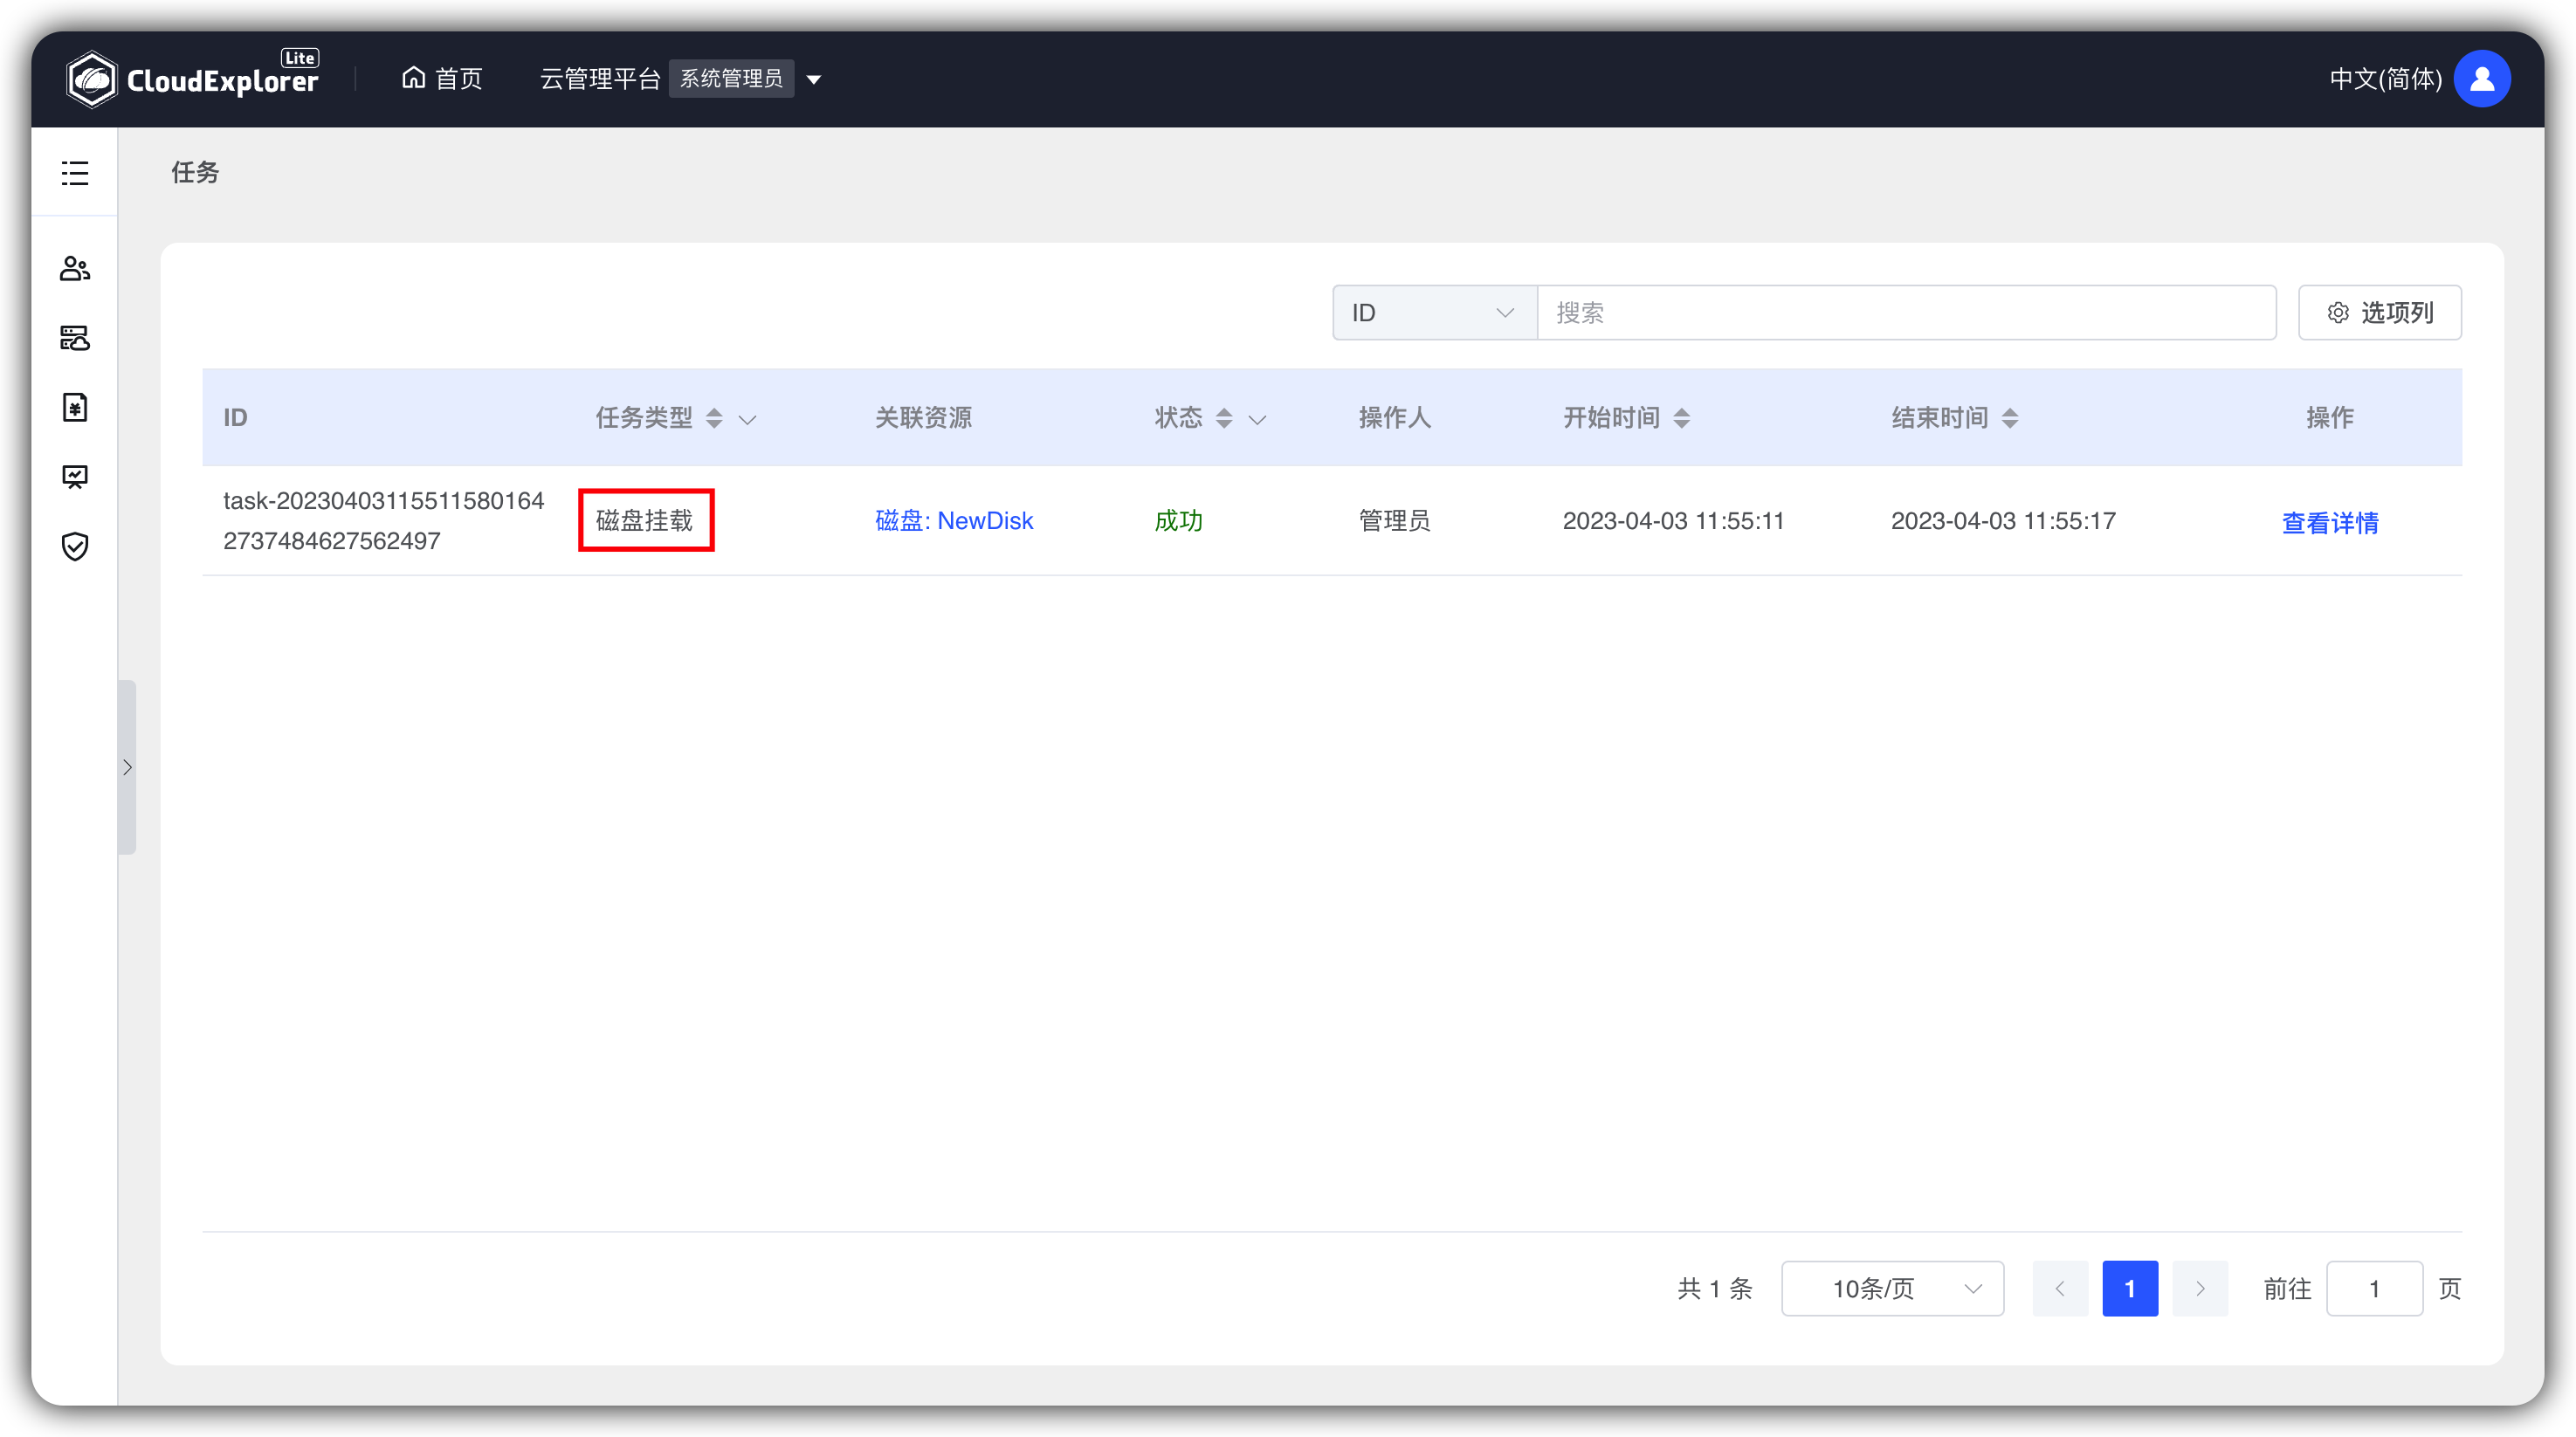 CloudExplorer Lite
首页
云管理平台 系统管理员
中文(简体)
任务
ID
搜索
选项列
ID 任务类型 关联资源 状态 操作人 开始时间 结束时间 操作
task-20230403115511580164
2737484627562497
磁盘挂载
磁盘: NewDisk
成功
管理员
2023-04-03 11:55:11
2023-04-03 11:55:17
查看详情
共 1 条
10条/页
1
前往 1 页